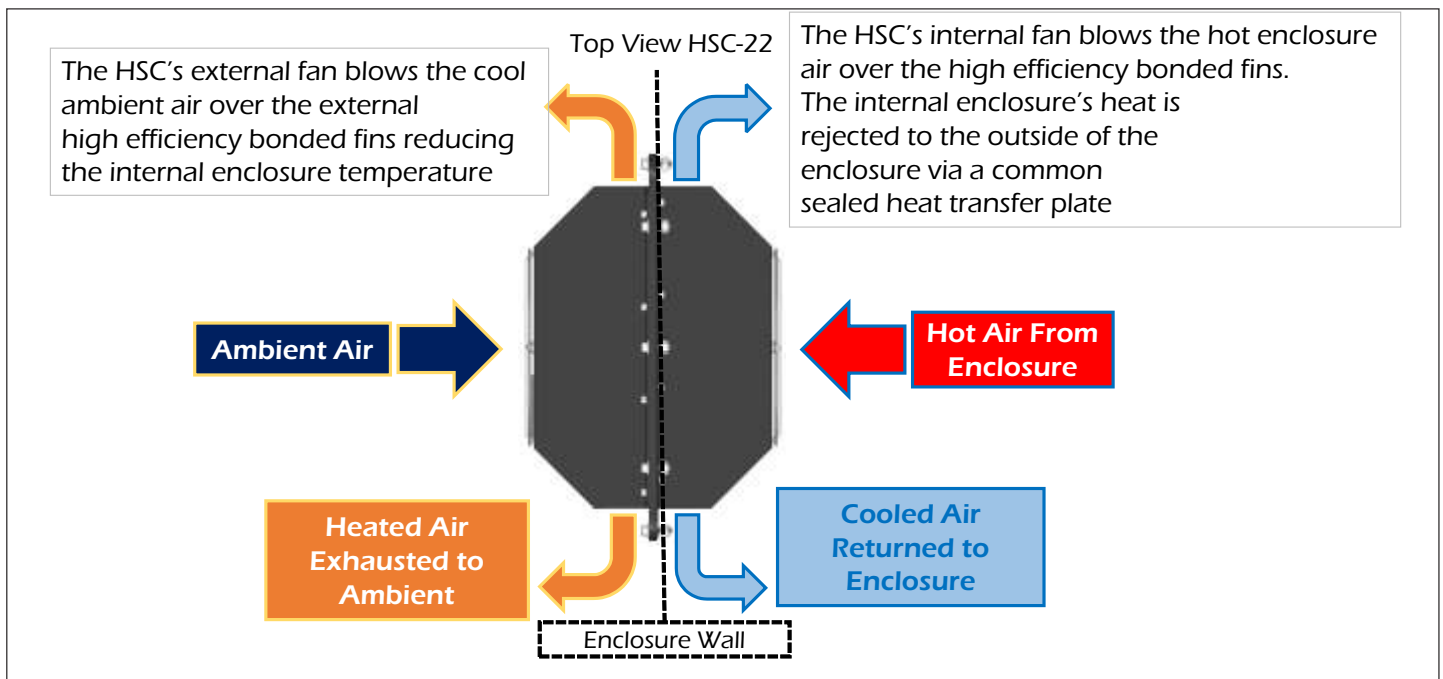 Top View HSC-22
The HSC's external fan blows the cool
ambient air over the external
high efficiency bonded fins reducing
the internal enclosure temperature
The HSC's internal fan blows the hot enclosure
air over the high efficiency bonded fins.
The internal enclosure's heat is
rejected to the outside of the
enclosure via a common
sealed heat transfer plate
Ambient Air
Hot Air From
Enclosure
Heated Air
Exhausted to
Ambient
Cooled Air
Returned to
Enclosure
Enclosure Wall